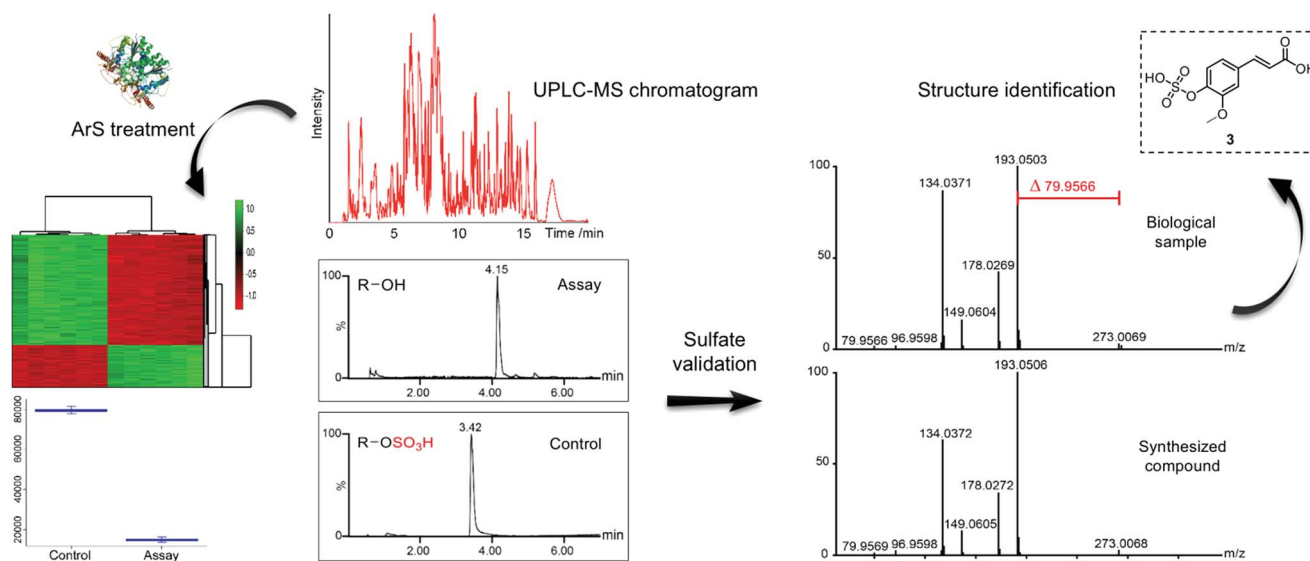 ArS treatment
1.0
0.5
0.0
-0.5
-1.0
80000
60000
40000
20000
Control
Assay
Intensity
UPLC-MS chromatogram
0
5
10
15
Time /min
100
R–OH
4.15
Assay
%
0
2.00
4.00
6.00
min
100
R–OSO₃H
3.42
Control
%
0
2.00
4.00
6.00
min
Sulfate
validation
Structure identification
HO
O
S
O
O
O
O
OH
3
100
50
0
193.0503
134.0371
Δ 79.9566
Biological
sample
178.0269
149.0604
79.9566
96.9598
273.0069
m/z
100
50
0
193.0506
134.0372
Synthesized
compound
178.0272
149.0605
79.9569
96.9598
273.0068
m/z